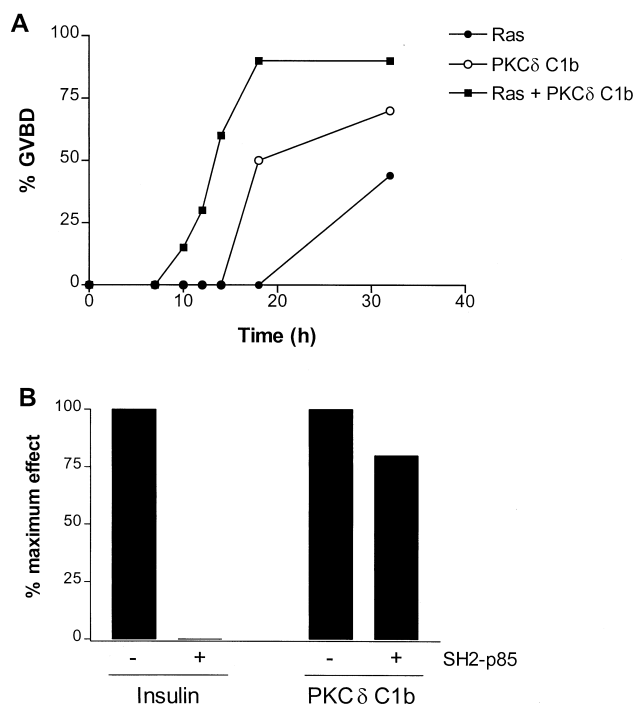 A
Ras
PKCδ C1b
Ras + PKCδ C1b
% GVBD
100
75
50
25
0
0 10 20 30 40
Time (h)
B
% maximum effect
100
75
50
25
0
- + - + SH2-p85
Insulin PKCδ C1b